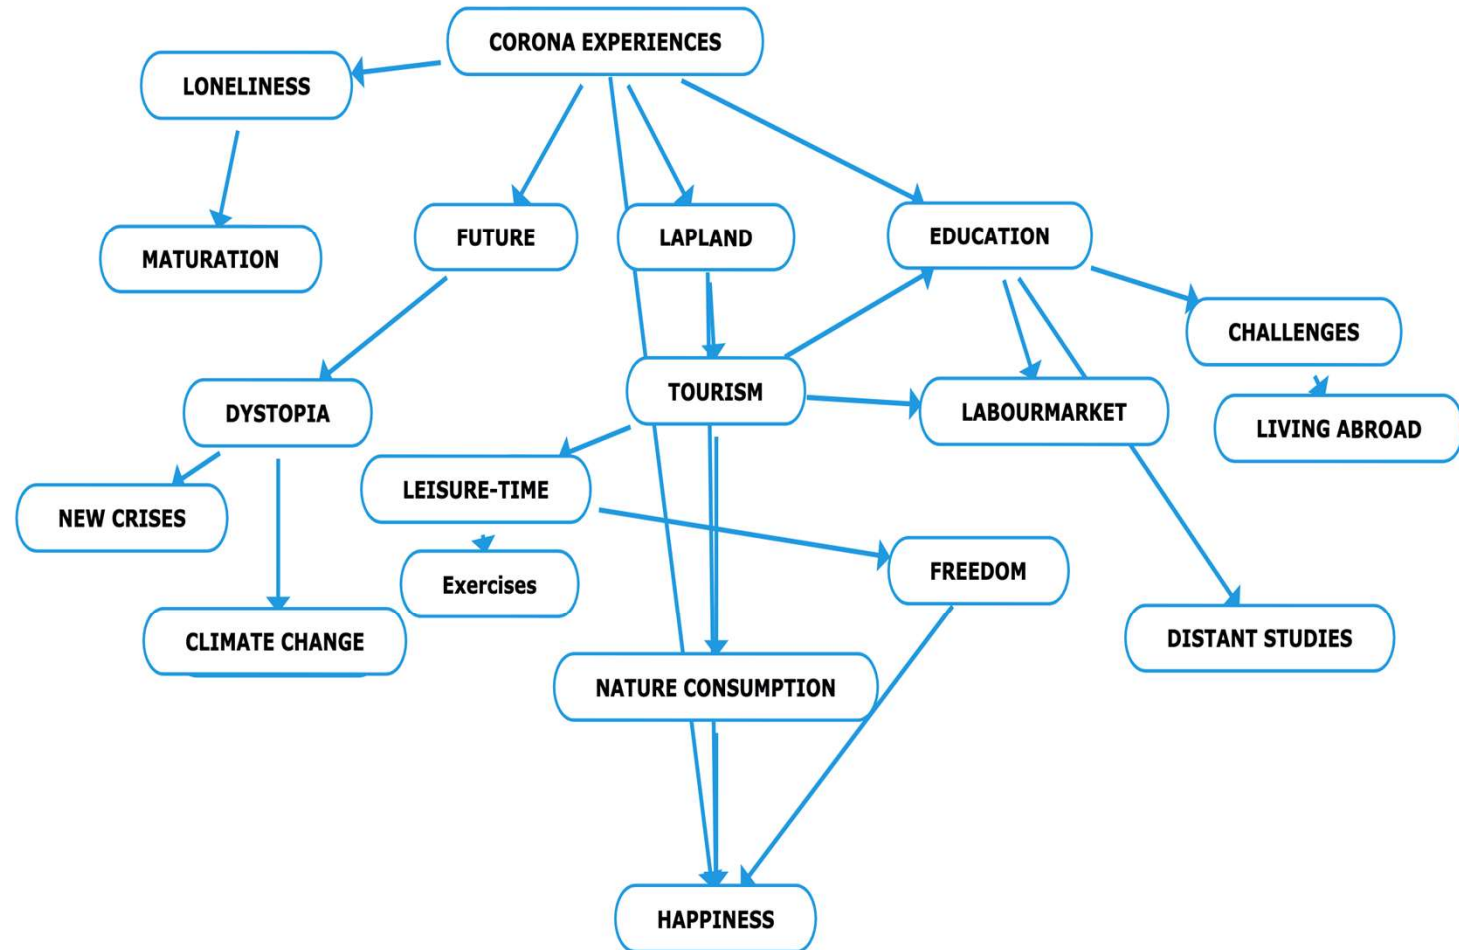 CORONA EXPERIENCES
LONELINESS
MATURATION
FUTURE
LAPLAND
EDUCATION
CHALLENGES
DYSTOPIA
TOURISM
LABOURMARKET
LIVING ABROAD
NEW CRISES
LEISURE-TIME
Exercises
FREEDOM
CLIMATE CHANGE
DISTANT STUDIES
NATURE CONSUMPTION
HAPPINESS